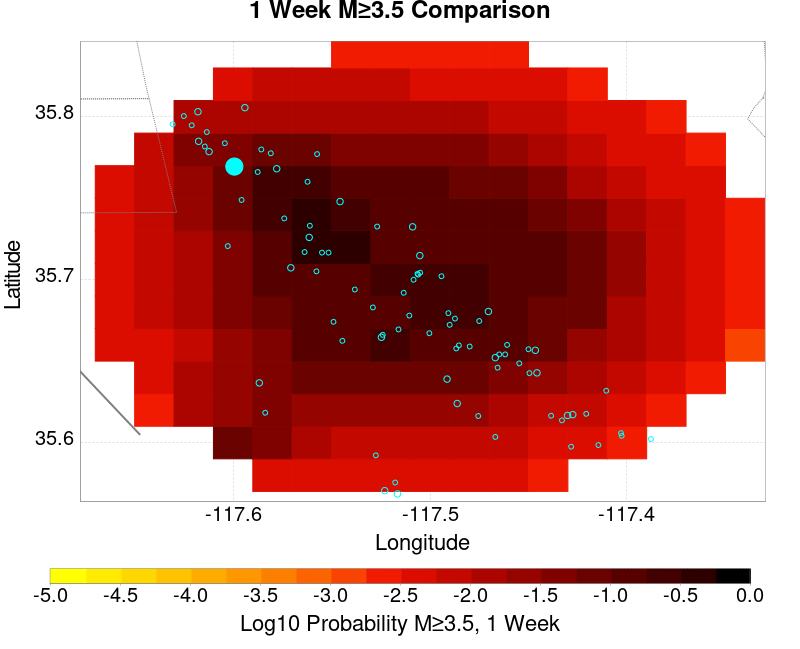 1 Week M≥3.5 Comparison
35.8
35.7
35.6
Latitude
-117.6 -117.5 -117.4
Longitude
-5.0 -4.5 -4.0 -3.5 -3.0 -2.5 -2.0 -1.5 -1.0 -0.5 0.0
Log10 Probability M≥3.5, 1 Week